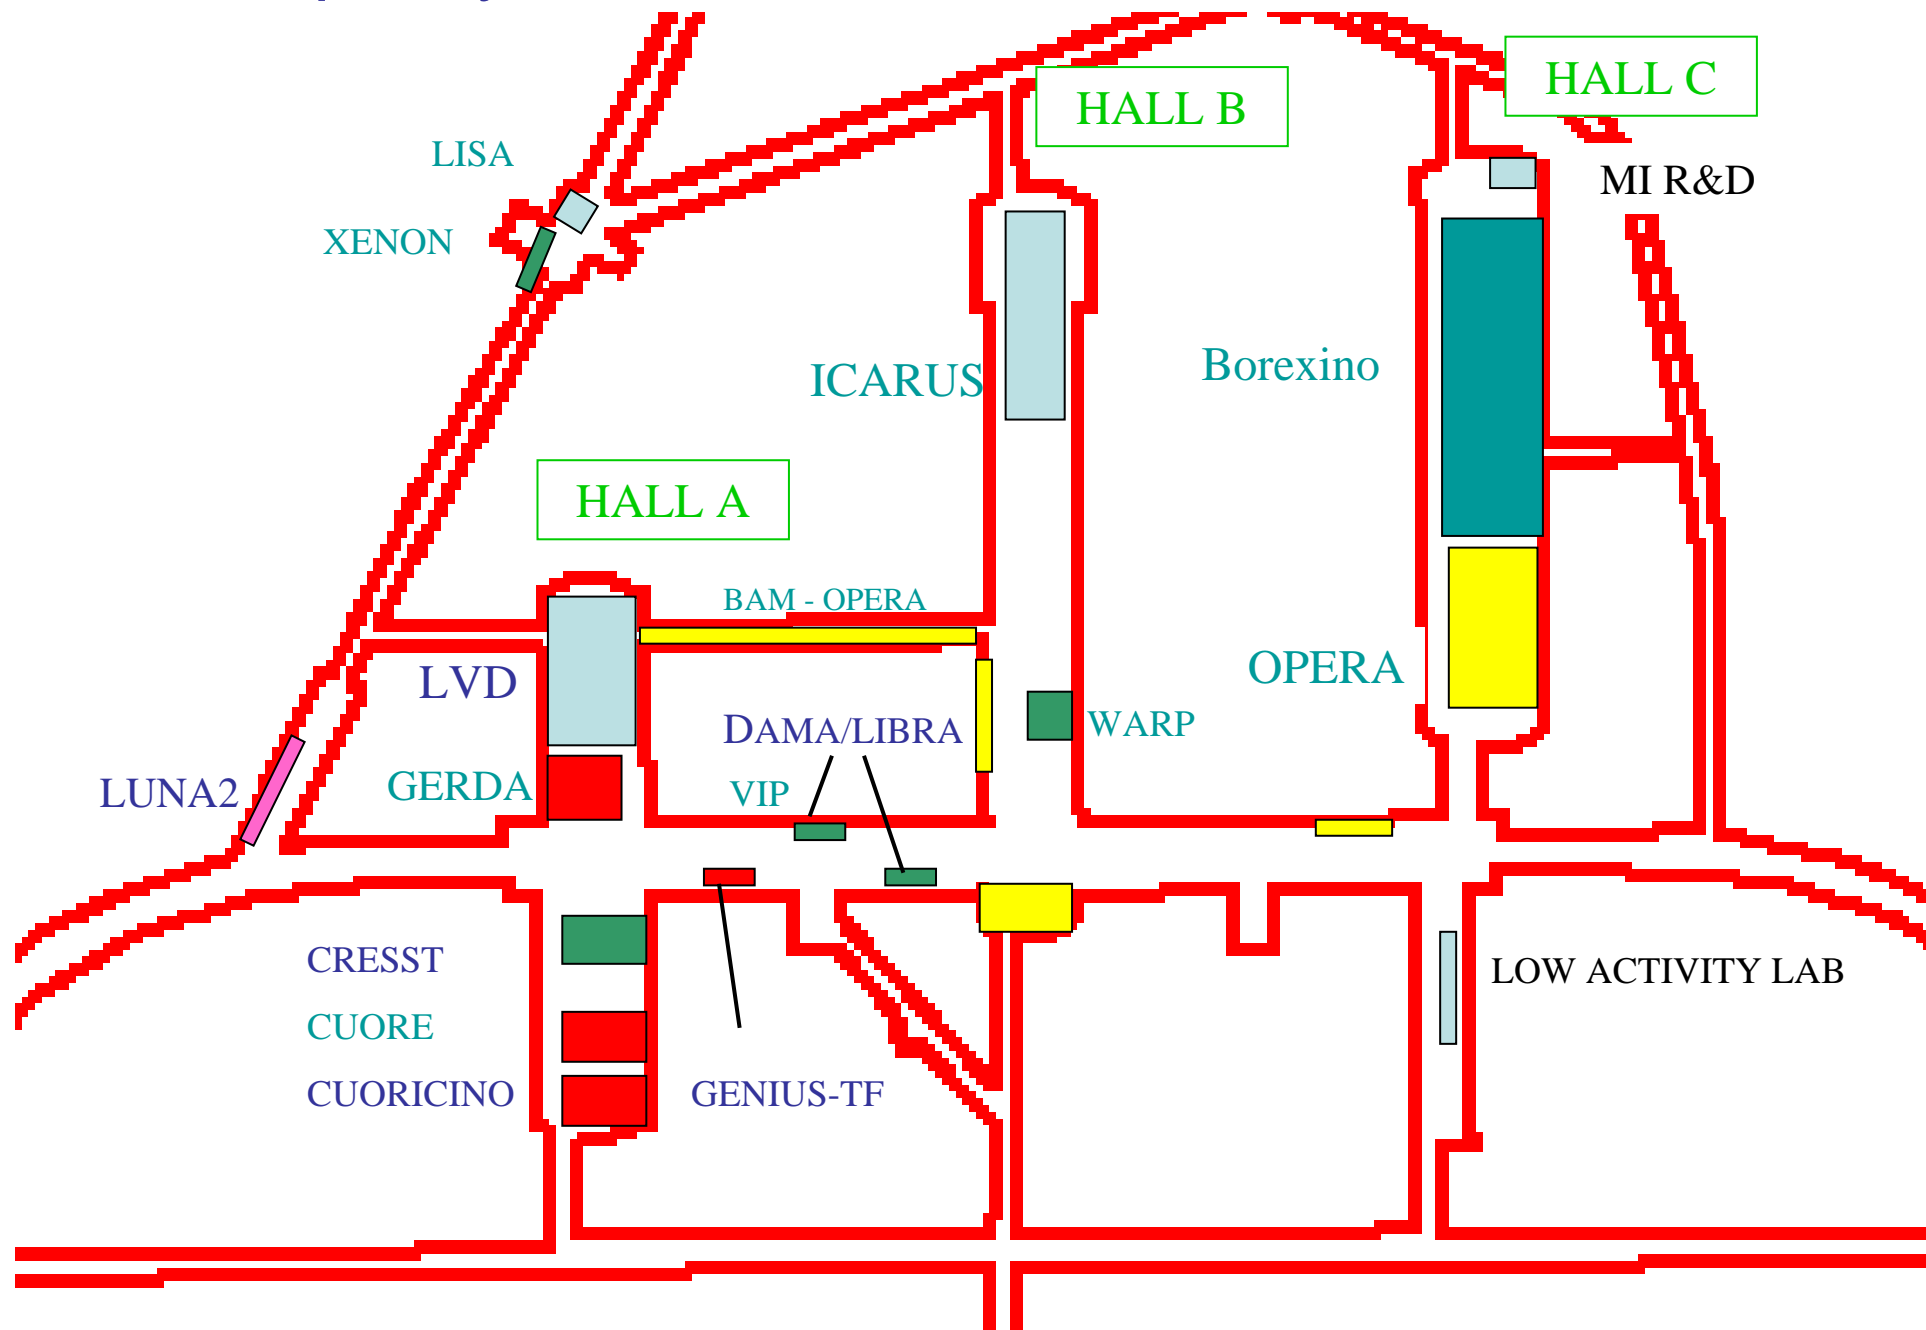 HALL C
HALL B
LISA
MI R&D
XENON
ICARUS
Borexino
HALL A
BAM - OPERA
OPERA
LVD
DAMA/LIBRA
WARP
LUNA2
GERDA
VIP
CRESST
LOW ACTIVITY LAB
CUORE
CUORICINO
GENIUS-TF